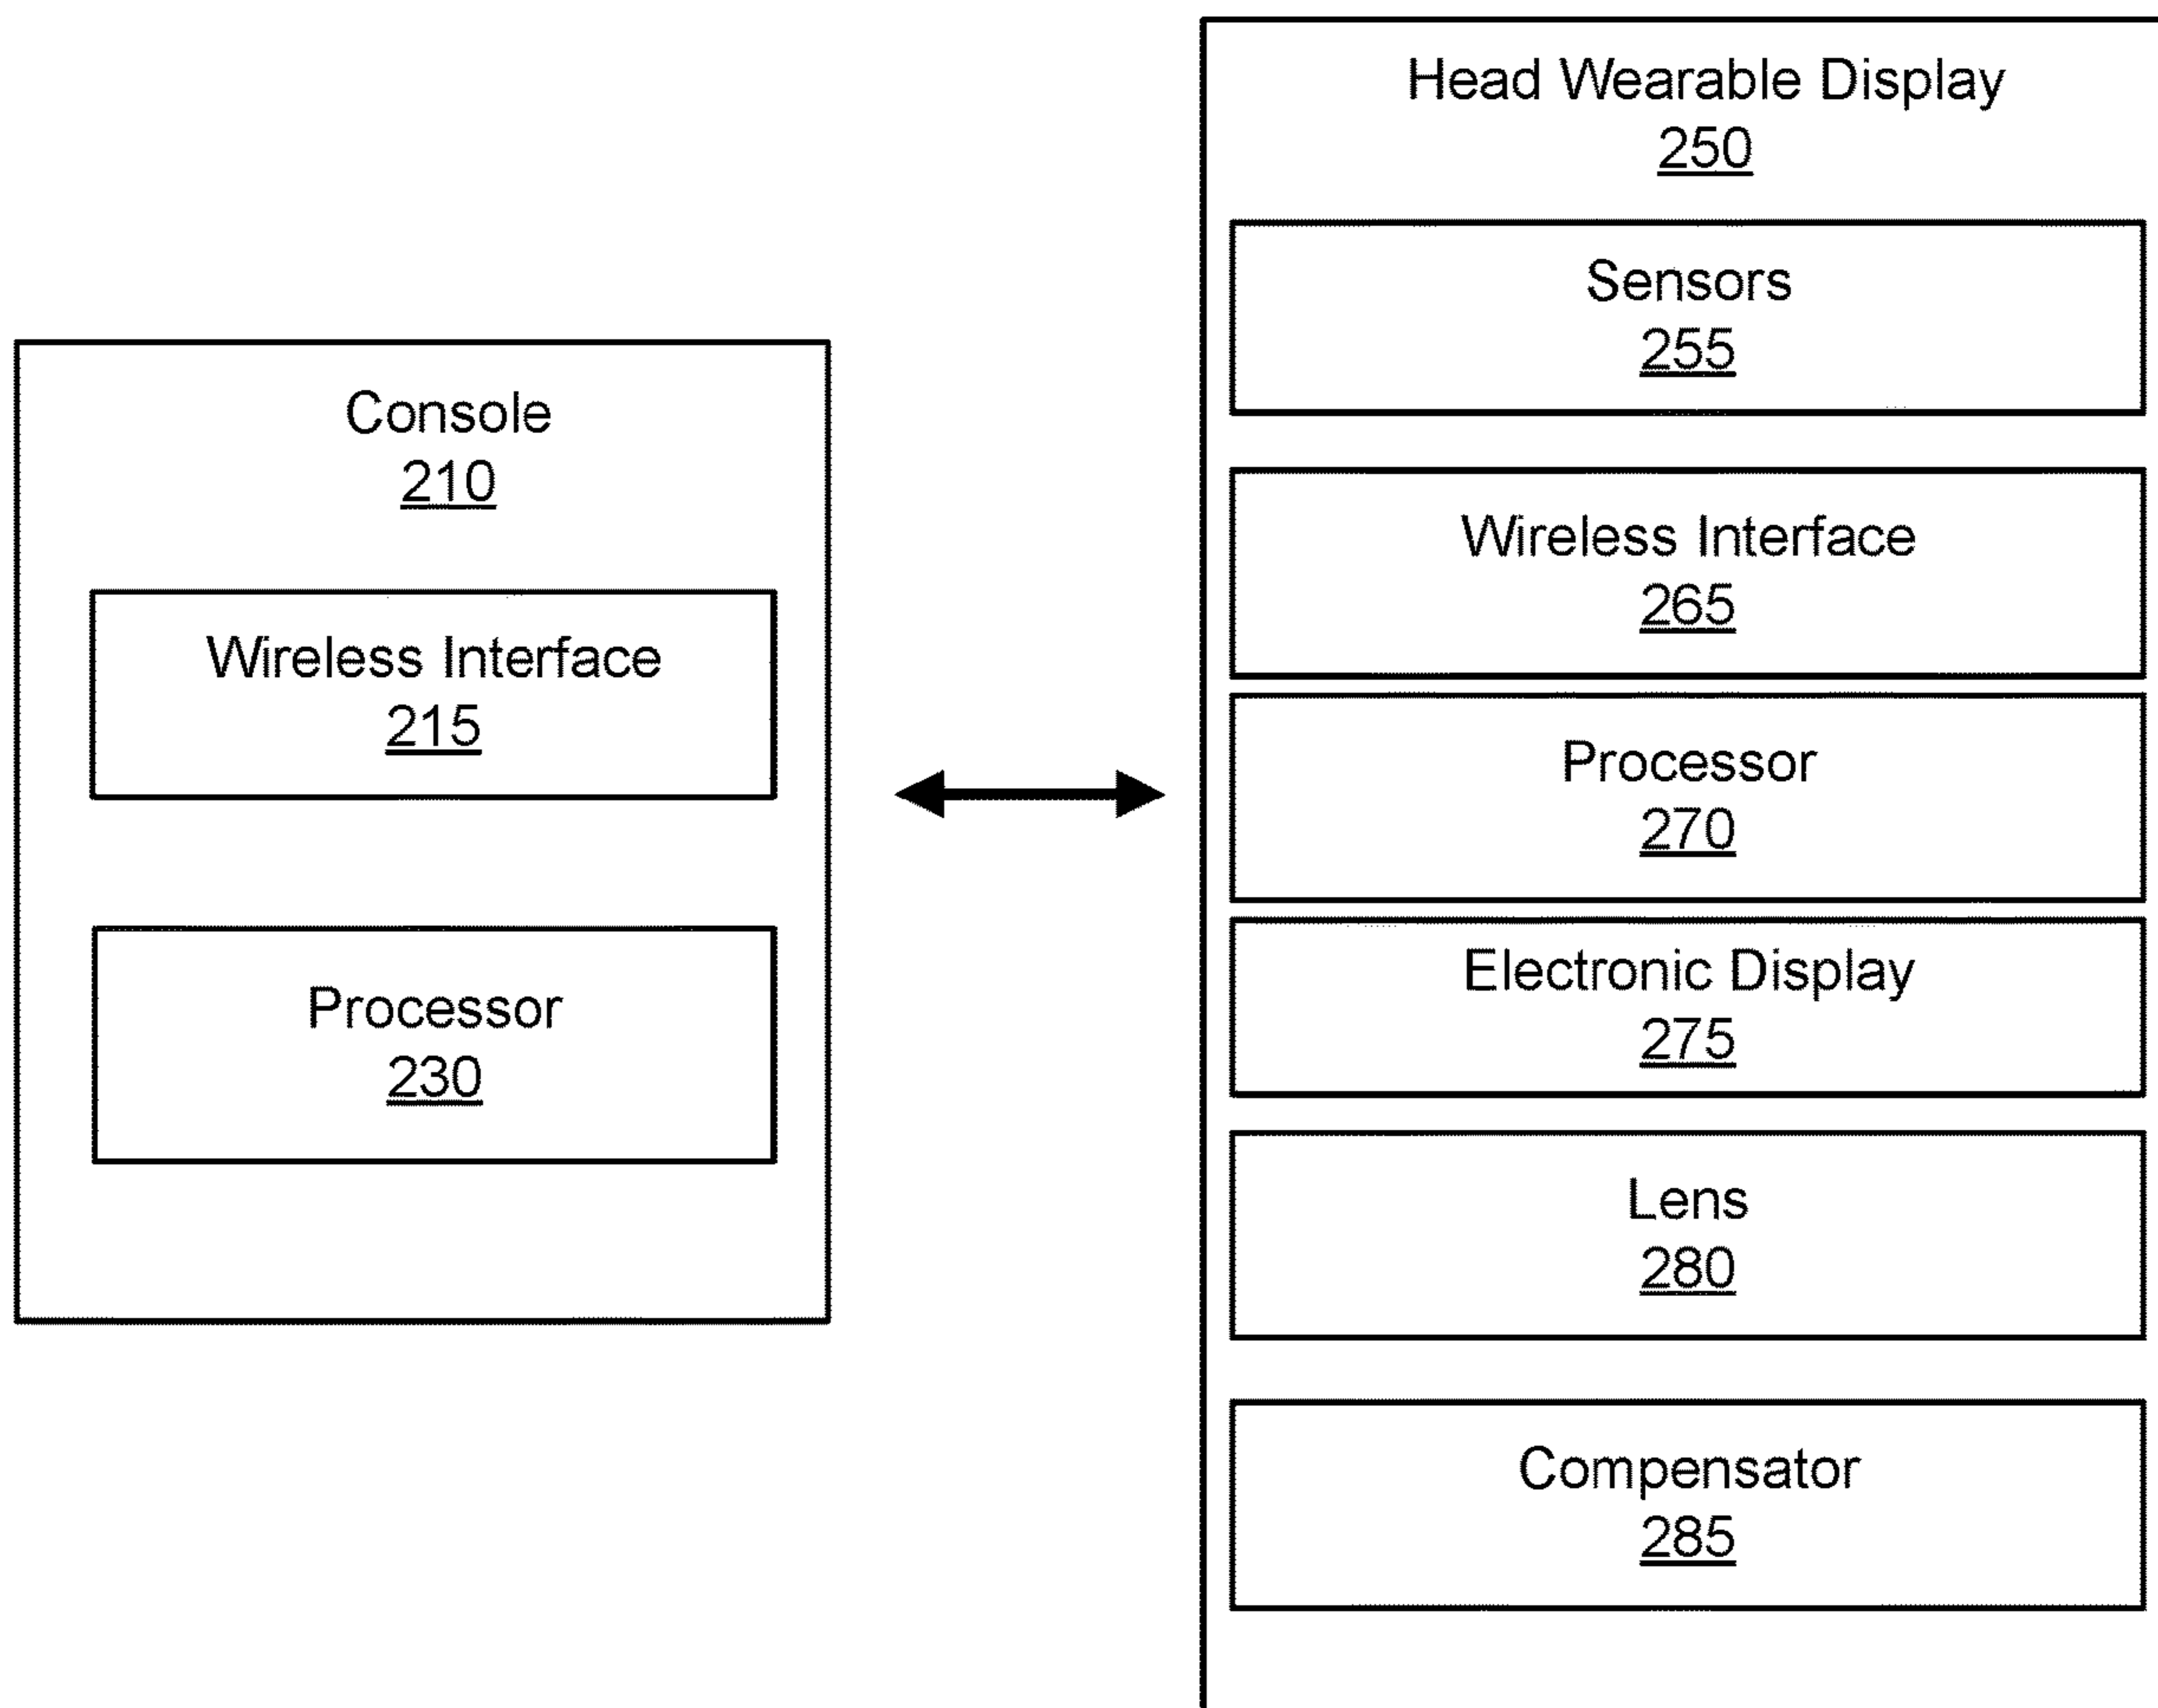 Console
210
Wireless Interface
215
Processor
230
Head Wearable Display
250
Sensors
255
Wireless Interface
265
Processor
270
Electronic Display
275
Lens
280
Compensator
285